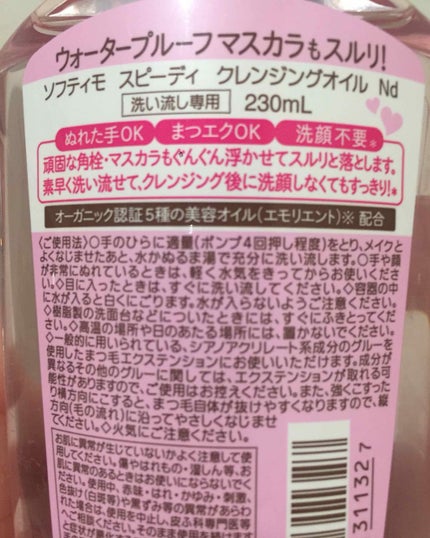 ウォータープルーフマスカラもスルリ!
ソフティモ スピーディ クレンジングオイル Nd
洗い流し専用 230mL
ぬれた手OK まつエクOK 洗顔不要*
頑固な角栓・マスカラもぐんぐん浮かせてスルリと落とします。
素早く洗い流せて、クレンジング後に洗顔しなくてもすっきり!*
オーガニック認証5種の美容オイル(エモリエント)※ 配合
〈ご使用法〉○手のひらに適量(ポンプ4回押し程度)をとり、メイクと
よくなじませたあと、水かぬるま湯で充分に洗い流します。○手や顔
が非常にぬれているときは、軽く水気をきってからお使いくださ
い。◇目に入ったときは、すぐに洗い流してください。◇容器の中
に水が入ると白くにごります。水が入らないようご注意ください。
◇樹脂製の洗面台などについたときには、すぐにふきとってくだ
さい。◇高温の場所や日のあたる場所には、置かないでください。
◇一般的に用いられている、シアノアクリレート系成分のグルーを
使用したまつ毛エクステンションにお使いいただけます。成分が
異なるその他のグルーに関しては、エクステンションが取れる可
能性がありますので、ご使用はお控えください。また、強くこすった
り横方向にこすると、まつ毛自体が抜けやすくなりますので、縦
方向(毛の流れ)に沿ってやさしくなじませ
てください。◇火気にご注意ください。
お肌に異常が生じていないかよく注意して使
用してください。傷やはれもの・湿しん等、お
肌に異常のあるときはお使いにならないでく
ださい。使用中、赤味・はれ・かゆみ・刺激、
色抜け(白斑等)や黒ずみ等の異常があらわ
れた場合は、使用を中止し、皮ふ科専門医等
へご相談ください。そのまま使用を続けます
と症状が悪化
311327